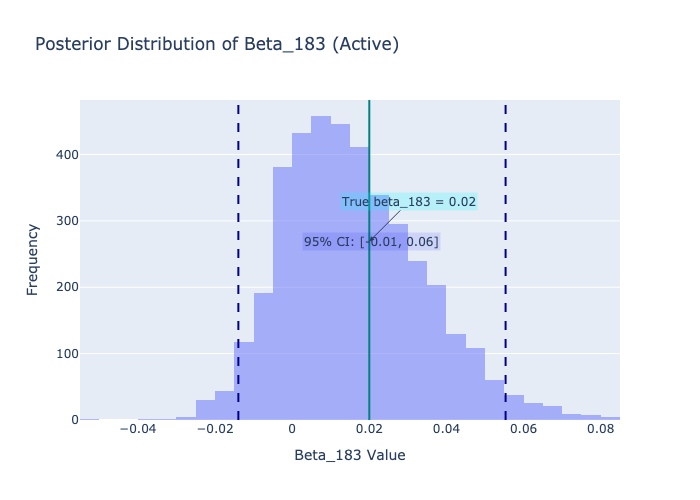 Posterior Distribution of Beta_183 (Active)
400
300
200
100
0
Frequency
True beta_183 = 0.02
95% CI: [-0.01, 0.06]
−0.04
−0.02
0
0.02
0.04
0.06
0.08
Beta_183 Value